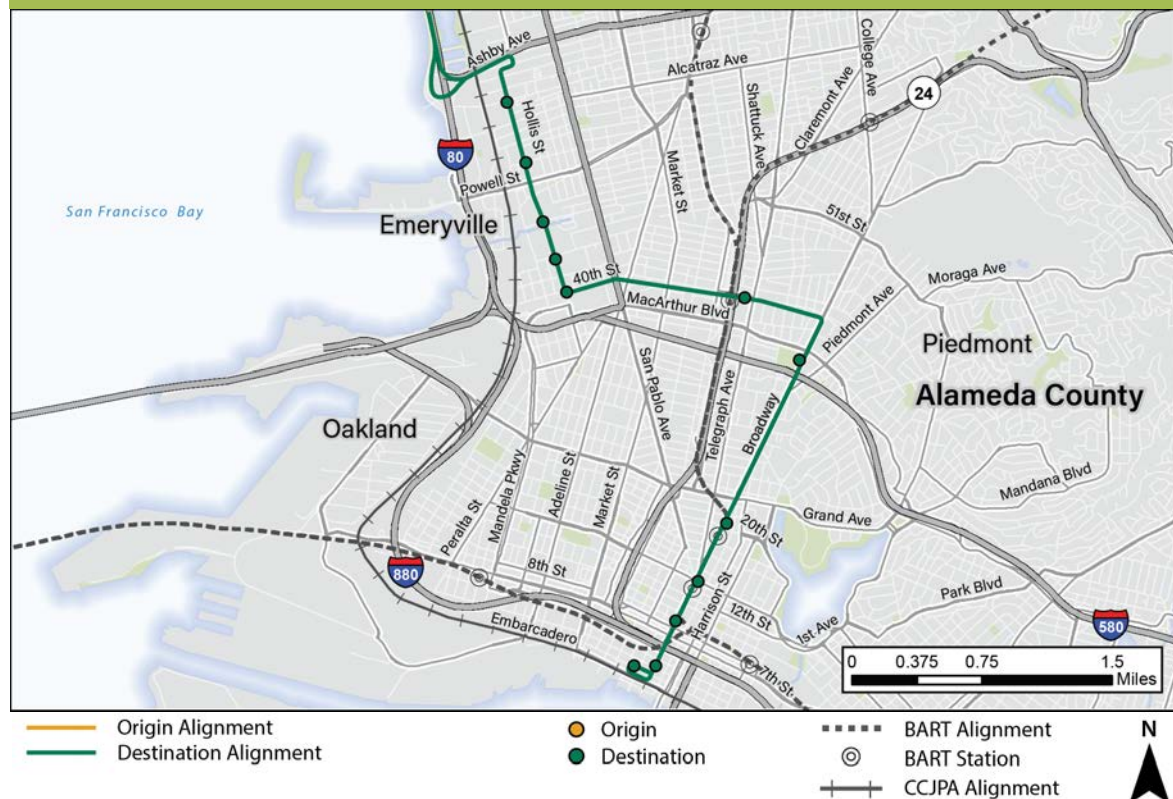 Ashby Ave
Alcatraz Ave
College Ave
Claremont Ave
Shattuck Ave
24
Hollis St
80
Market St
Powell St
San Francisco Bay
Emeryville
51st St
40th St
Moraga Ave
MacArthur Blvd
Piedmont Ave
Piedmont
Alameda County
San Pablo Ave
Telegraph Ave
Broadway
Oakland
Mandana Blvd
Peralta St
Mandela Pkwy
Adeline St
Market St
Grand Ave
20th St
8th St
880
Harrison St
12th St
Park Blvd
1st Ave
580
Embarcadero
7th St
0 0.375 0.75 1.5
Miles
Origin Alignment
Destination Alignment
Origin
Destination
BART Alignment
BART Station
CCJPA Alignment
N